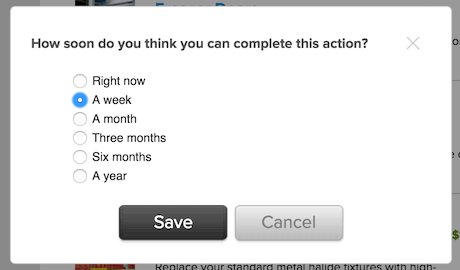 How soon do you think you can complete this action?
Right now
A week
A month
Three months
Six months
A year
Save
Cancel
Replace your standard metal halide fixtures with high-